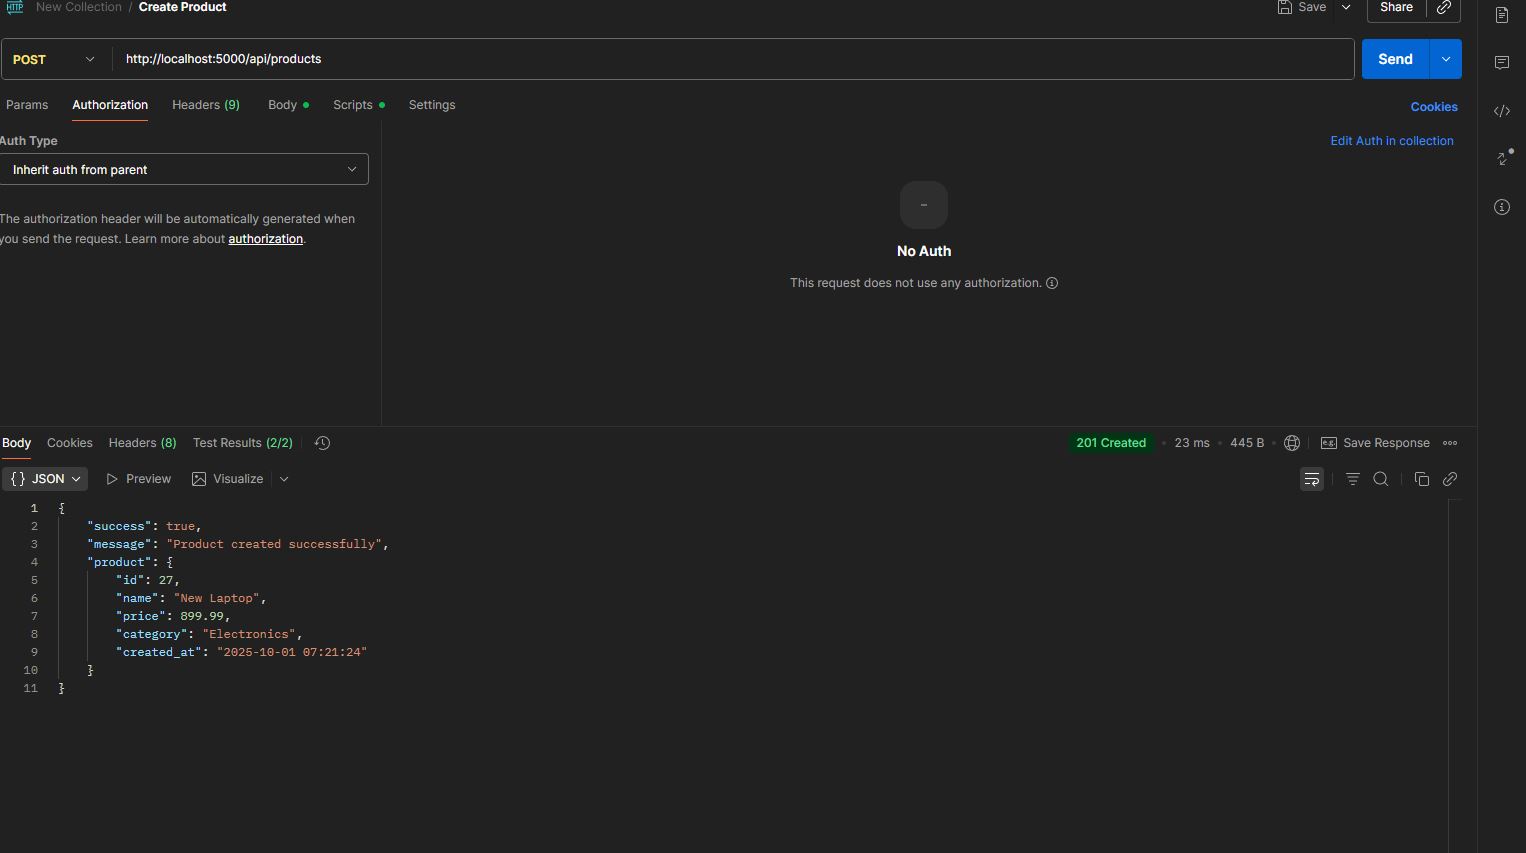 HTTP New Collection / Create Product Save Share
POST http://localhost:5000/api/products Send
Params Authorization Headers (9) Body Scripts Settings Cookies
Auth Type
Edit Auth in collection
Inherit auth from parent
The authorization header will be automatically generated when
you send the request. Learn more about authorization.
No Auth
This request does not use any authorization.
Body Cookies Headers (8) Test Results (2/2) 201 Created • 23 ms • 445 B • e.g. Save Response
{} JSON Preview Visualize
1 {
2 "success": true,
3 "message": "Product created successfully",
4 "product": {
5 "id": 27,
6 "name": "New Laptop",
7 "price": 899.99,
8 "category": "Electronics",
9 "created_at": "2025-10-01 07:21:24"
10 }
11 }